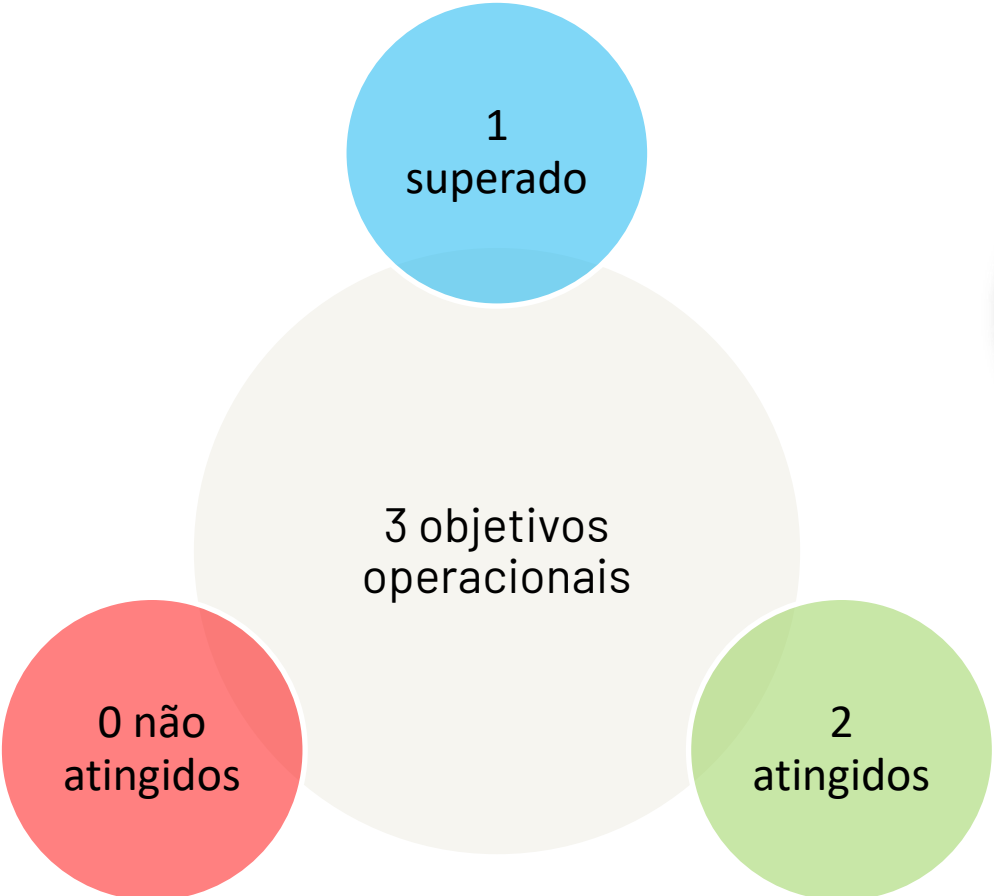 1
superado
3 objetivos
operacionais
0 não
atingidos
2
atingidos